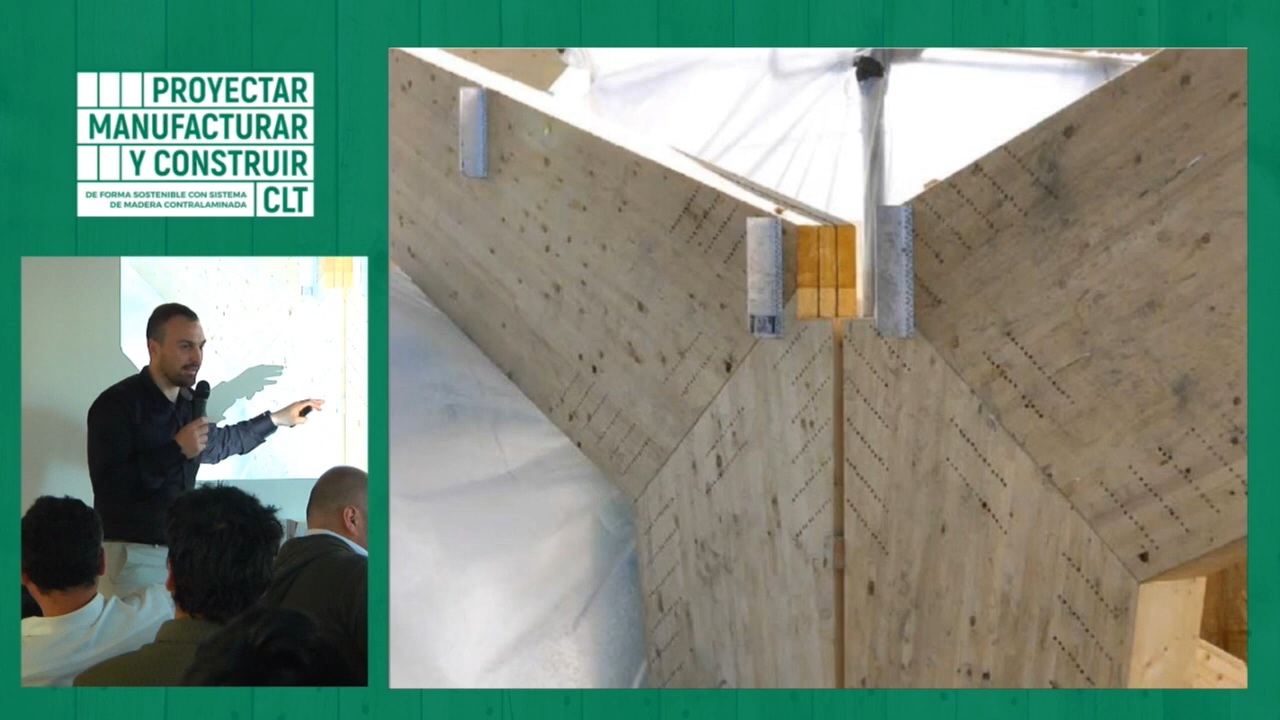 PROYECTAR
MANUFACTURAR
Y CONSTRUIR
DE FORMA SOSTENIBLE CON SISTEMA
DE MADERA CONTRALAMINADA
CLT